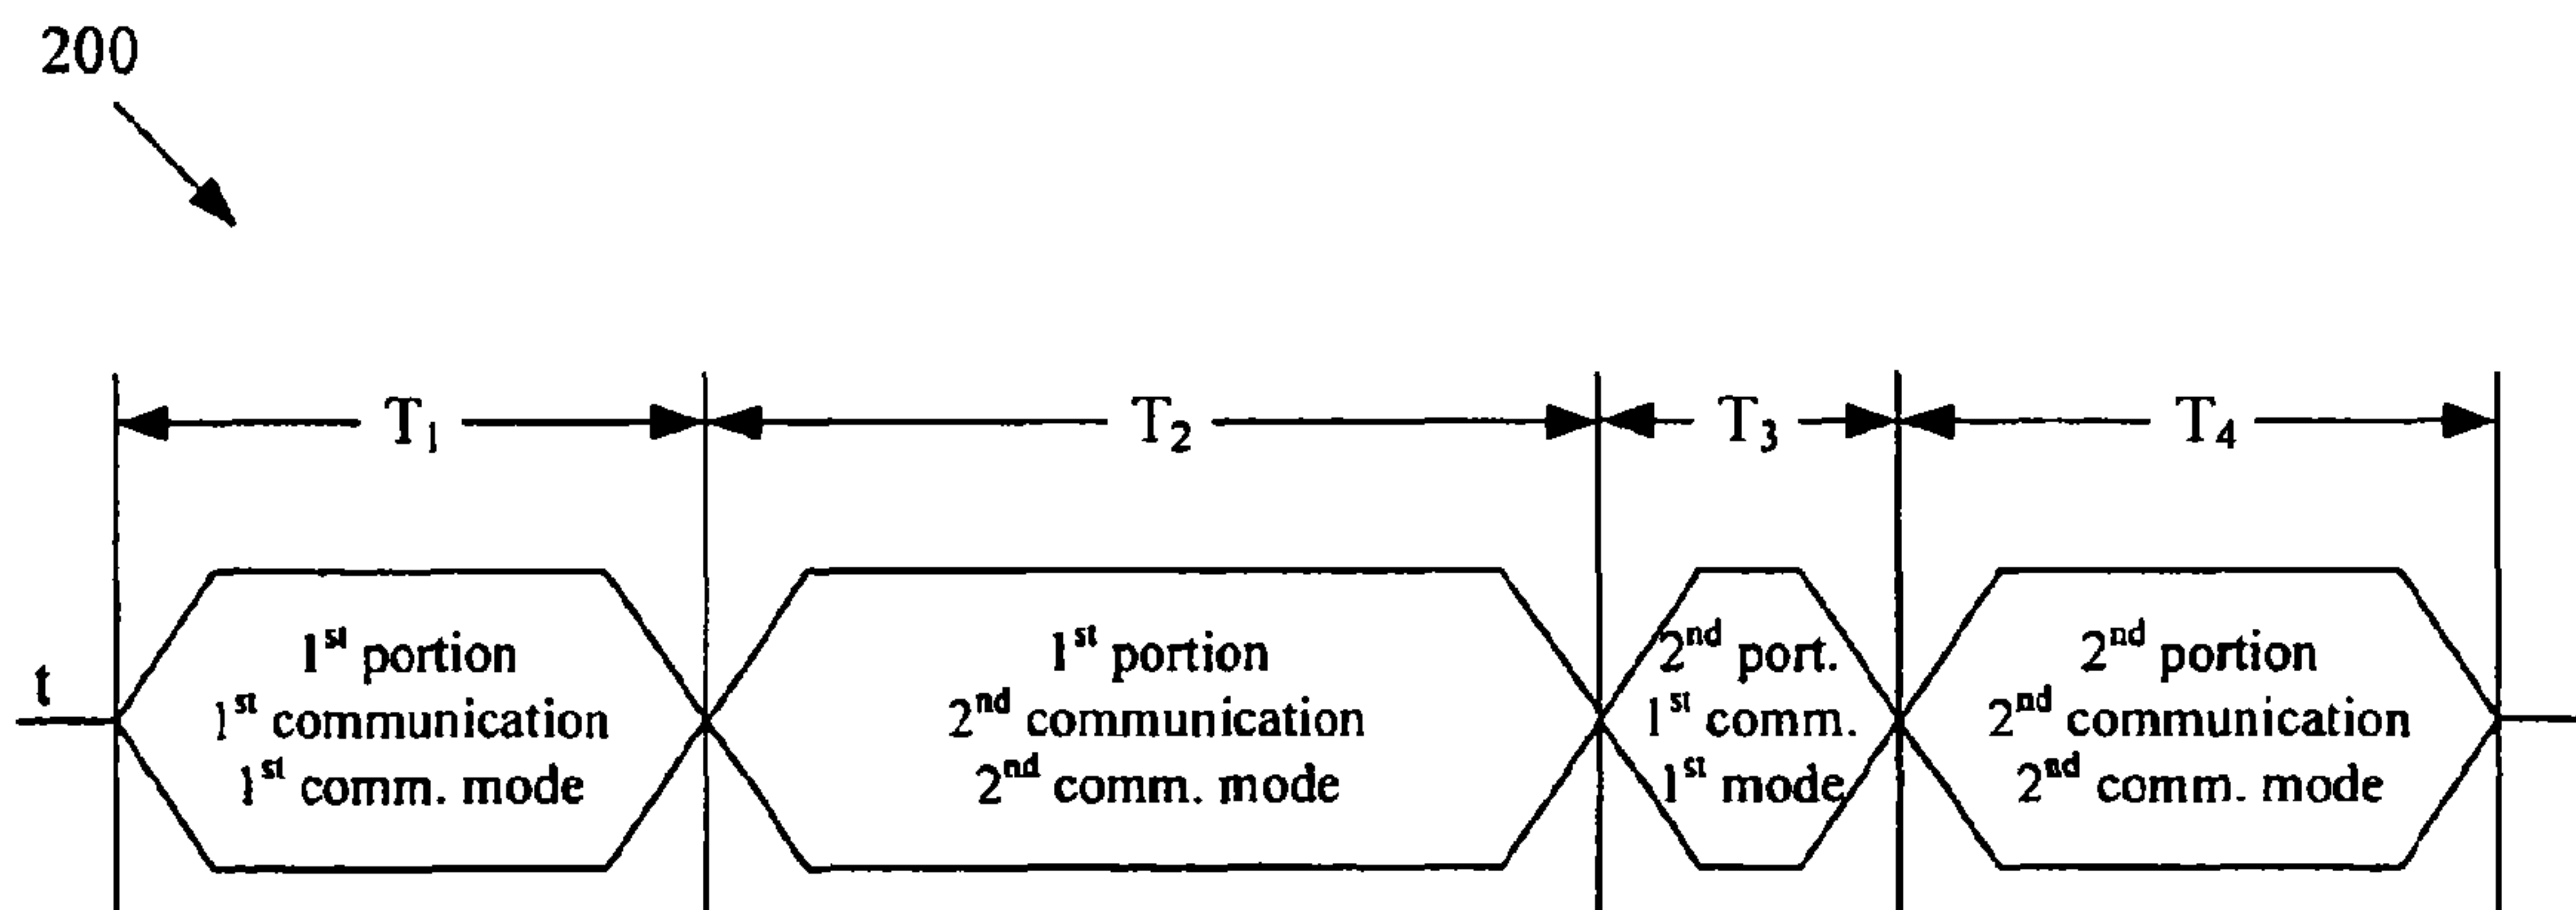 200
T₁
T₂
T₃
T₄
t
1ˢᵗ portion
1ˢᵗ communication
1ˢᵗ comm. mode
1ˢᵗ portion
2ⁿᵈ communication
2ⁿᵈ comm. mode
2ⁿᵈ port.
1ˢᵗ comm.
1ˢᵗ mode
2ⁿᵈ portion
2ⁿᵈ communication
2ⁿᵈ comm. mode